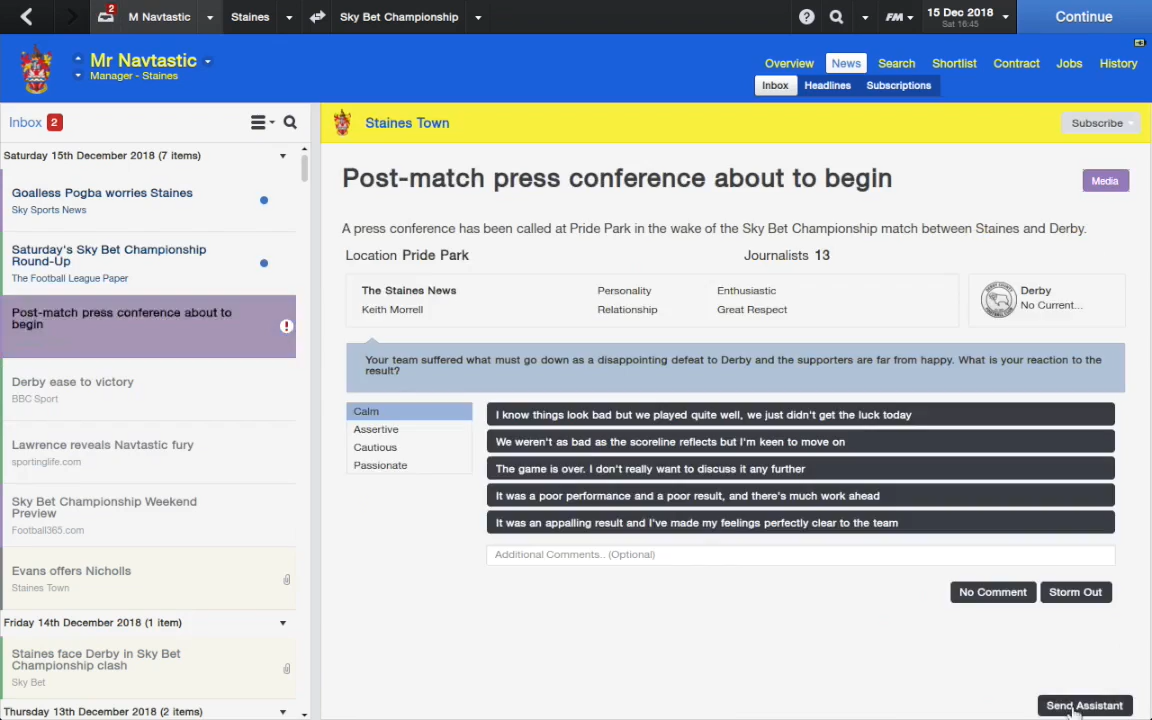 2
M Navtastic
Staines
Sky Bet Championship
FM
15 Dec 2018
Sat 16:45
Continue
Mr Navtastic
Manager - Staines
Overview
News
Search
Shortlist
Contract
Jobs
History
Inbox
Headlines
Subscriptions
Inbox 2
Saturday 15th December 2018 (7 items)
Goalless Pogba worries Staines
Sky Sports News
Saturday's Sky Bet Championship
Round-Up
The Football League Paper
Post-match press conference about to
begin
Derby ease to victory
BBC Sport
Lawrence reveals Navtastic fury
sportinglife.com
Sky Bet Championship Weekend
Preview
Football365.com
Evans offers Nicholls
Staines Town
Friday 14th December 2018 (1 item)
Staines face Derby in Sky Bet
Championship clash
Sky Bet
Thursday 13th December 2018 (2 items)
Staines Town
Subscribe
Post-match press conference about to begin
Media
A press conference has been called at Pride Park in the wake of the Sky Bet Championship match between Staines and Derby.
Location Pride Park
Journalists 13
The Staines News
Personality
Enthusiastic
Keith Morrell
Relationship
Great Respect
Derby
No Current...
Your team suffered what must go down as a disappointing defeat to Derby and the supporters are far from happy. What is your reaction to the
result?
Calm
Assertive
Cautious
Passionate
I know things look bad but we played quite well, we just didn't get the luck today
We weren't as bad as the scoreline reflects but I'm keen to move on
The game is over. I don't really want to discuss it any further
It was a poor performance and a poor result, and there's much work ahead
It was an appalling result and I've made my feelings perfectly clear to the team
Additional Comments.. (Optional)
No Comment
Storm Out
Send Assistant